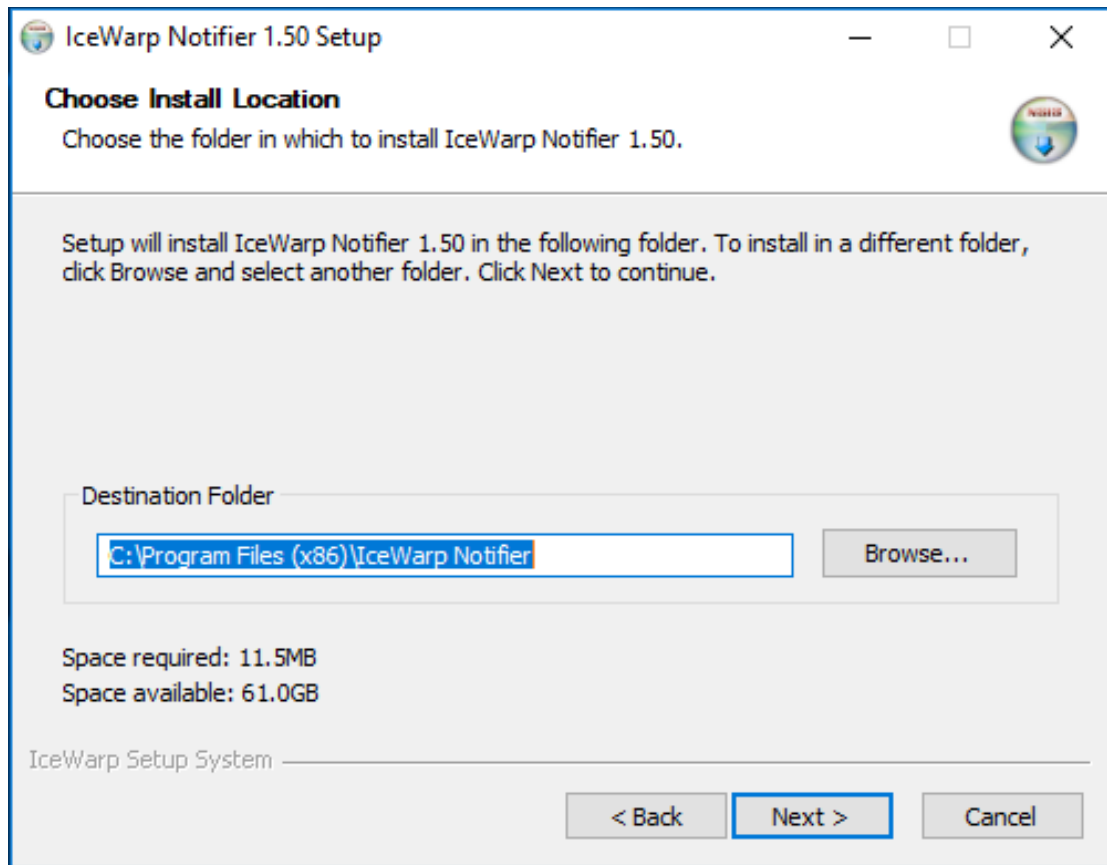 IceWarp Notifier 1.50 Setup
Choose Install Location
Choose the folder in which to install IceWarp Notifier 1.50.
Setup will install IceWarp Notifier 1.50 in the following folder. To install in a different folder,
click Browse and select another folder. Click Next to continue.
Destination Folder
C:\Program Files (x86)\IceWarp Notifier
Browse...
Space required: 11.5MB
Space available: 61.0GB
IceWarp Setup System
< Back
Next >
Cancel